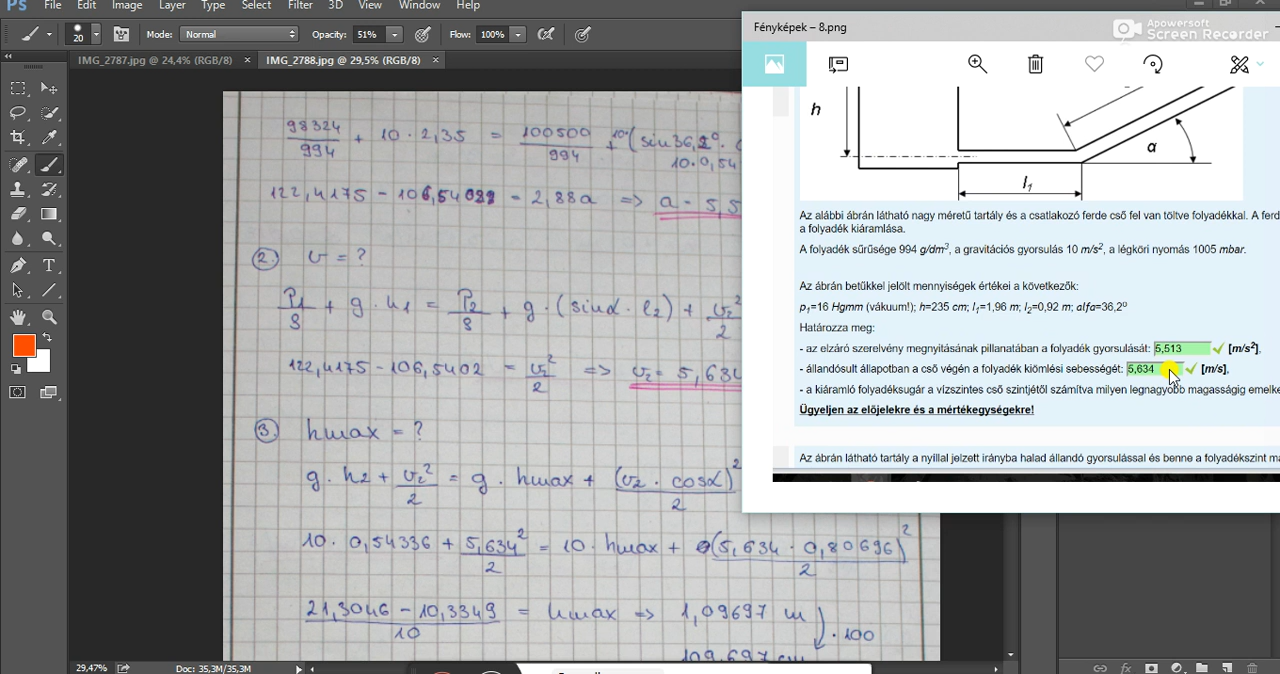 Ps File Edit Image Layer Type Select Filter 3D View Window Help
20 Mode: Normal Opacity: 51% Flow: 100%
IMG_2787.jpg @ 24,4% (RGB/8) × IMG_2788.jpg @ 29,5% (RGB/8) ×
98324/994 + 10 · 2,35 = 100500/994 + 10·(sin36,2°
10·0,54
122,4175 - 106,54022 = 2,88a => a = 5,5
2. v = ?
P1/ρ + g · h1 = P2/ρ + g · (sinα · l2) + v2²/2
122,4175 - 106,5402 = v2²/2 => v2 = 5,634
3. hmax = ?
g · h2 + v2²/2 = g · hmax + (v2 · cosα)²/2
10 · 0,54336 + 5,634²/2 = 10 · hmax + (5,634 · 0,80696)²/2
21,3046 - 10,3349/10 = hmax => 1,09697 m
· 100
109,697 cm
29,47% Doc: 35,3M/35,3M
Fényképek – 8.png
Apowersoft
Screen Recorder
h
α
l1
Az alábbi ábrán látható nagy méretű tartály és a csatlakozó ferde cső fel van töltve folyadékkal. A ferd
a folyadék kiáramlása.
A folyadék sűrűsége 994 g/dm³, a gravitációs gyorsulás 10 m/s², a légköri nyomás 1005 mbar.
Az ábrán betűkkel jelölt mennyiségek értékei a következők:
p1=16 Hgmm (vákuum!); h=235 cm; l1=1,96 m; l2=0,92 m; alfa=36,2º
Határozza meg:
- az elzáró szerelvény megnyitásának pillanatában a folyadék gyorsulását: 5,513 [m/s²],
- állandósult állapotban a cső végén a folyadék kiömlési sebességét: 5,634 [m/s],
- a kiáramló folyadéksugár a vízszintes cső szintjétől számítva milyen legnagyobb magasságig emelke
Ügyeljen az előjelekre és a mértékegységekre!
Az ábrán látható tartály a nyíllal jelzett irányba halad állandó gyorsulással és benne a folyadékszint ma